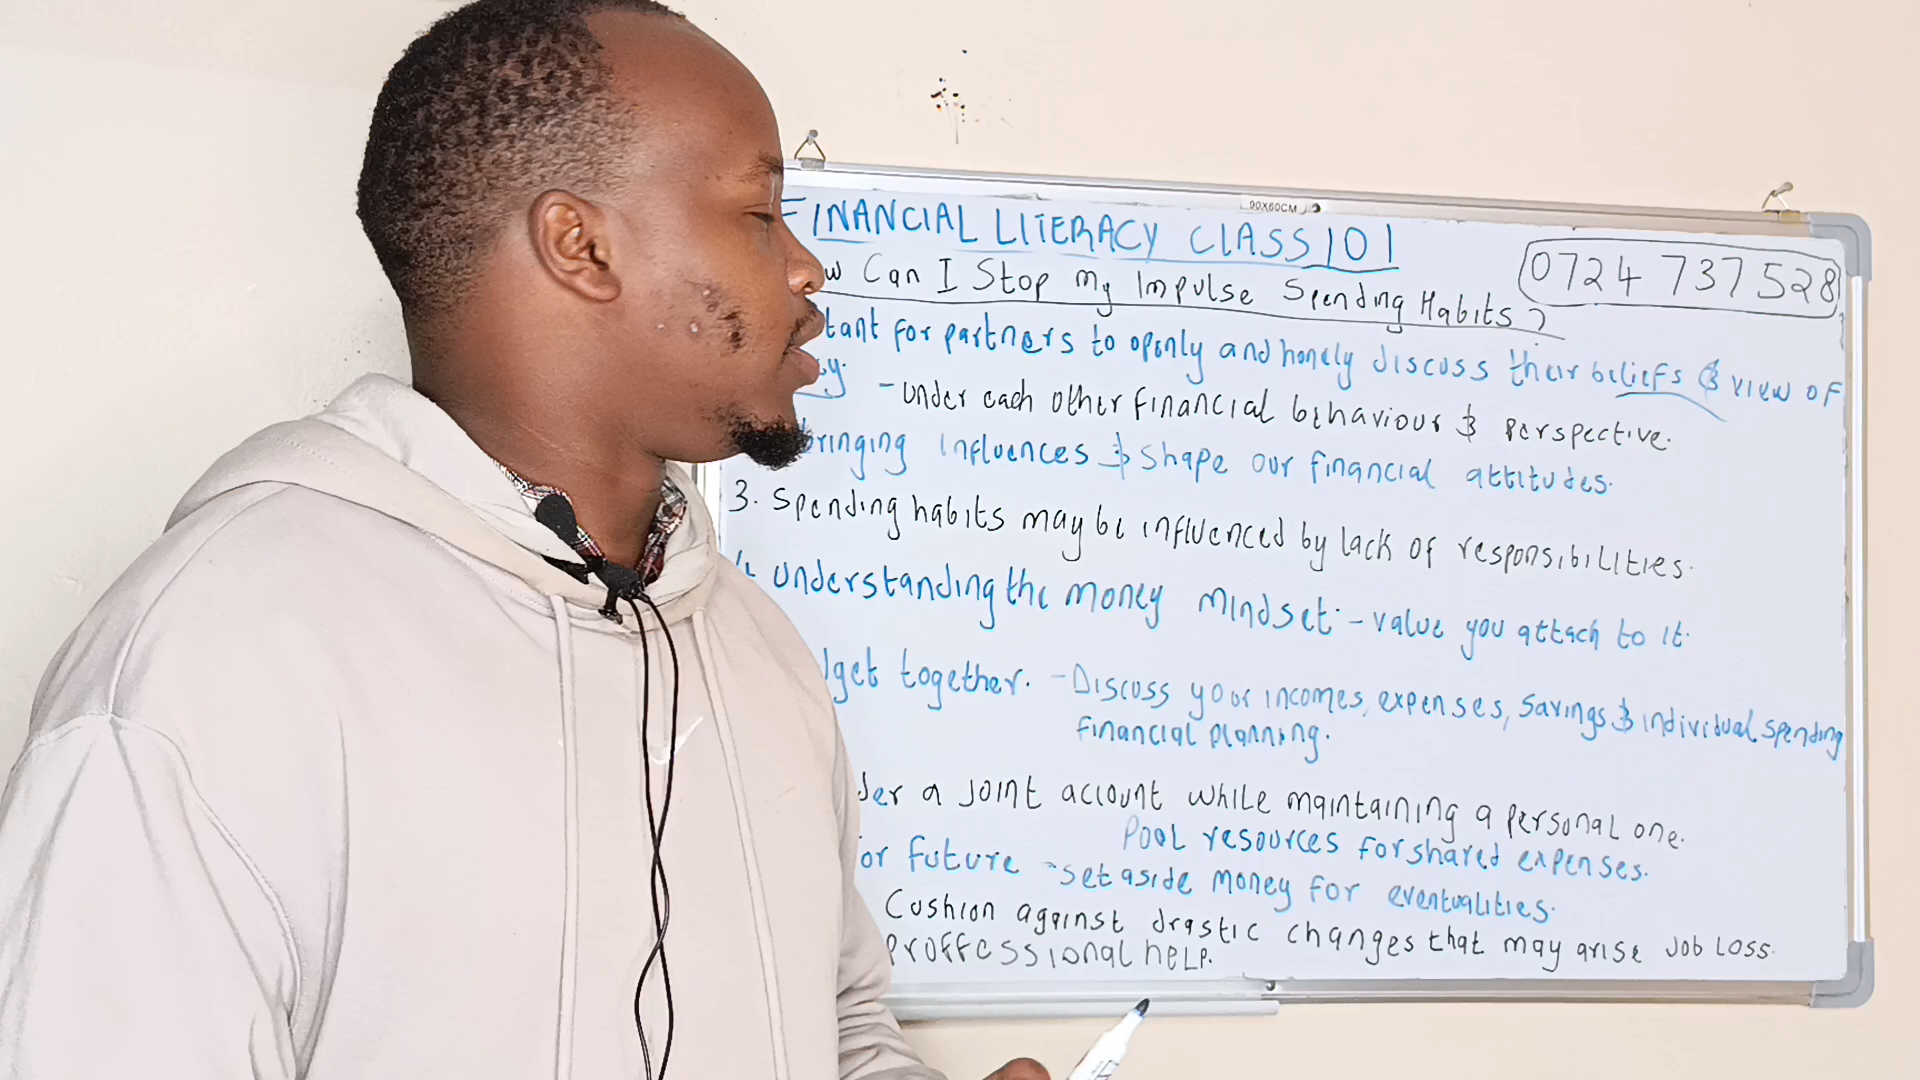 90X60CM
FINANCIAL LITERACY CLASS 101
0724 737 528
w Can I Stop My Impulse Spending Habits?
tant for partners to openly and honely discuss their beliefs & view of
ey.
- under each other financial behaviour & perspective.
bringing influences & shape our financial attitudes.
3. Spending habits may be influenced by lack of responsibilities.
4. understanding the money mindset - value you attach to it.
dget together. - Discuss your incomes, expenses, savings & individual spending
financial planning.
der a joint account while maintaining a personal one.
Pool resources for shared expenses.
or future - set aside money for eventualities.
Cushion against drastic changes that may arise Job Loss.
proffessional help.